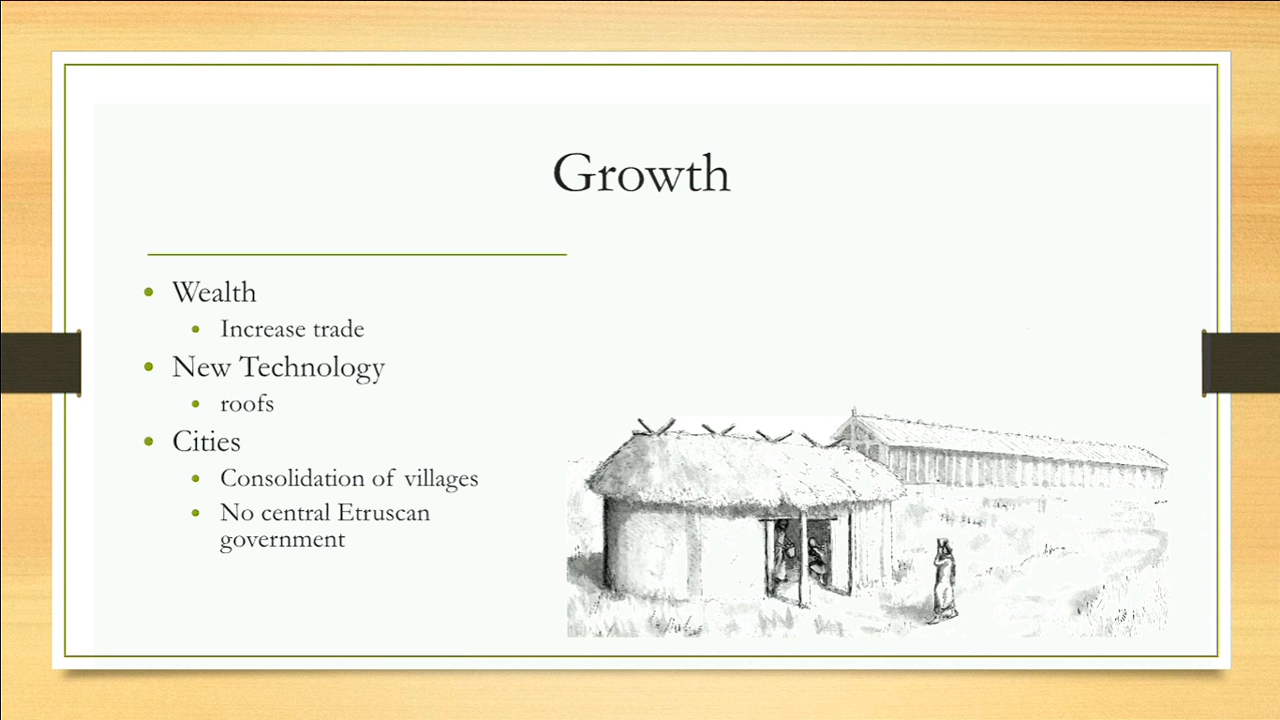 Growth
• Wealth
• Increase trade
• New Technology
• roofs
• Cities
• Consolidation of villages
• No central Etruscan
government